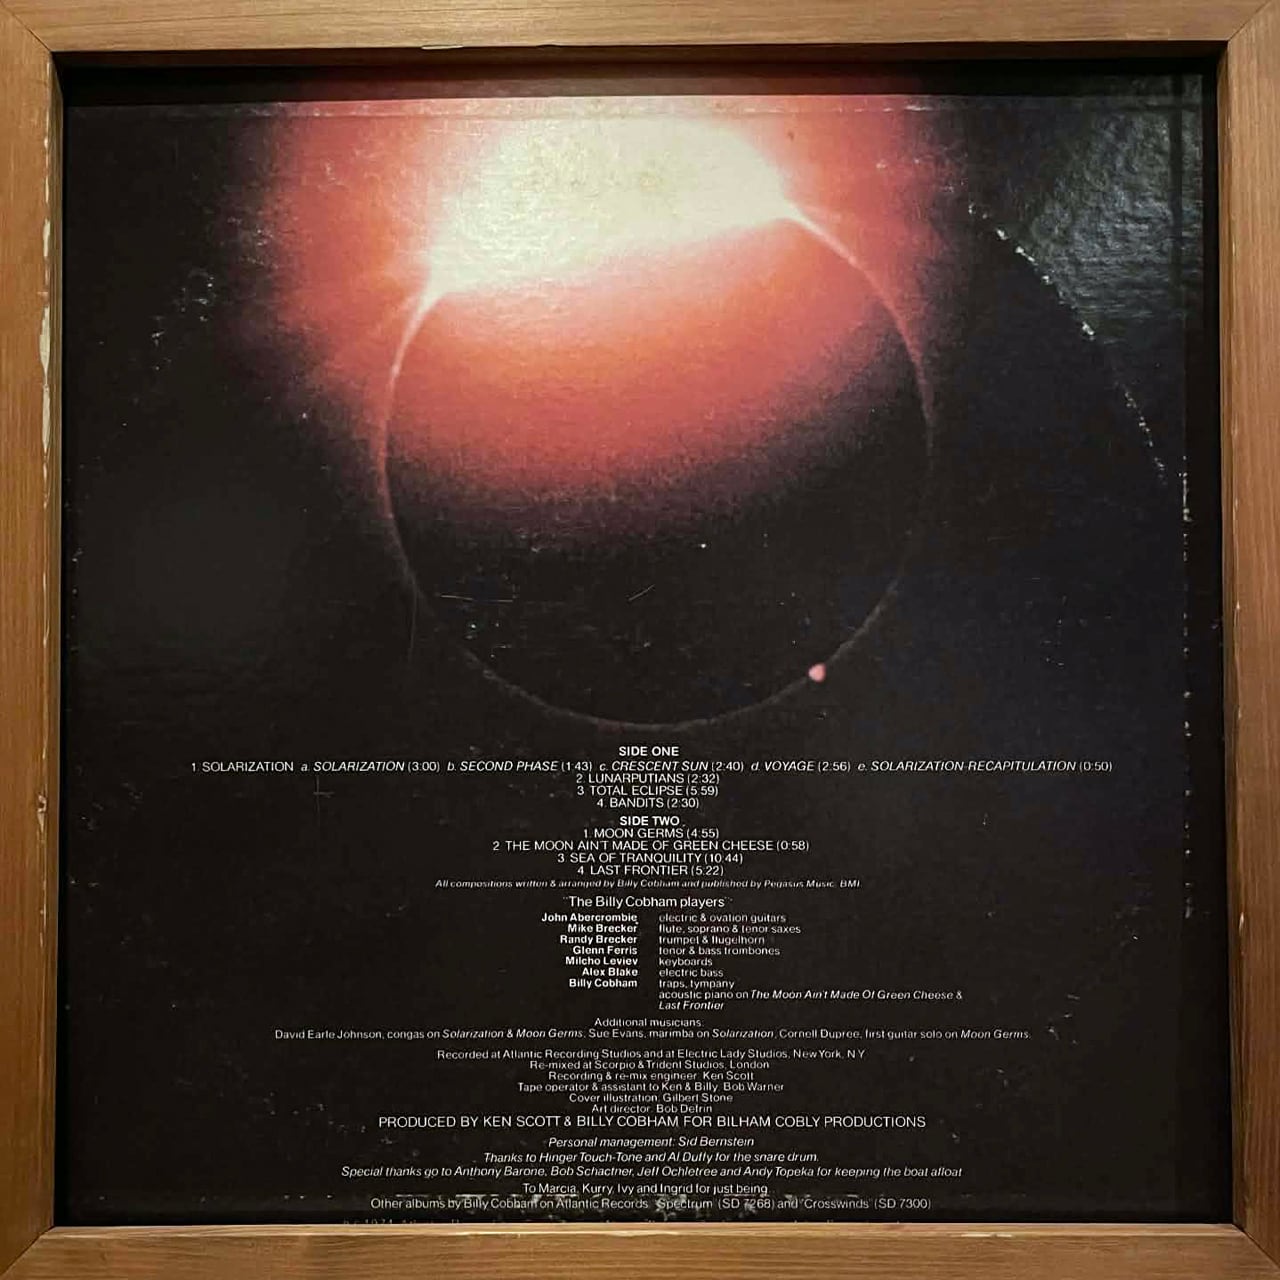 SIDE ONE
1. SOLARIZATION a. SOLARIZATION (3:00) b. SECOND PHASE (1:43) c. CRESCENT SUN (2:40) d. VOYAGE (2:56) e. SOLARIZATION-RECAPITULATION (0:50)
2. LUNARPUTIANS (2:32)
3. TOTAL ECLIPSE (5:59)
4. BANDITS (2:30)
SIDE TWO
1. MOON GERMS (4:55)
2. THE MOON AIN'T MADE OF GREEN CHEESE (0:58)
3. SEA OF TRANQUILITY (10:44)
4. LAST FRONTIER (5:22)
All compositions written & arranged by Billy Cobham and published by Pegasus Music, BMI.
"The Billy Cobham players"
John Abercrombie electric & ovation guitars
Mike Brecker flute, soprano & tenor saxes
Randy Brecker trumpet & flugelhorn
Glenn Ferris tenor & bass trombones
Milcho Leviev keyboards
Alex Blake electric bass
Billy Cobham traps, tympany
acoustic piano on The Moon Ain't Made Of Green Cheese &
Last Frontier
Additional musicians:
David Earle Johnson, congas on Solarization & Moon Germs, Sue Evans, marimba on Solarization, Cornell Dupree, first guitar solo on Moon Germs.
Recorded at Atlantic Recording Studios and at Electric Lady Studios, New York, N.Y.
Re-mixed at Scorpio & Trident Studios, London
Recording & re-mix engineer: Ken Scott
Tape operator & assistant to Ken & Billy: Bob Warner
Cover illustration: Gilbert Stone
Art director: Bob Defrin
PRODUCED BY KEN SCOTT & BILLY COBHAM FOR BILHAM COBLY PRODUCTIONS
Personal management: Sid Bernstein
Thanks to Hinger Touch-Tone and Al Duffy for the snare drum.
Special thanks go to Anthony Barone, Bob Schactner, Jeff Ochletree and Andy Topeka for keeping the boat afloat
To Marcia, Kurry, Ivy and Ingrid for just being
Other albums by Billy Cobham on Atlantic Records: "Spectrum" (SD 7268) and "Crosswinds" (SD 7300)